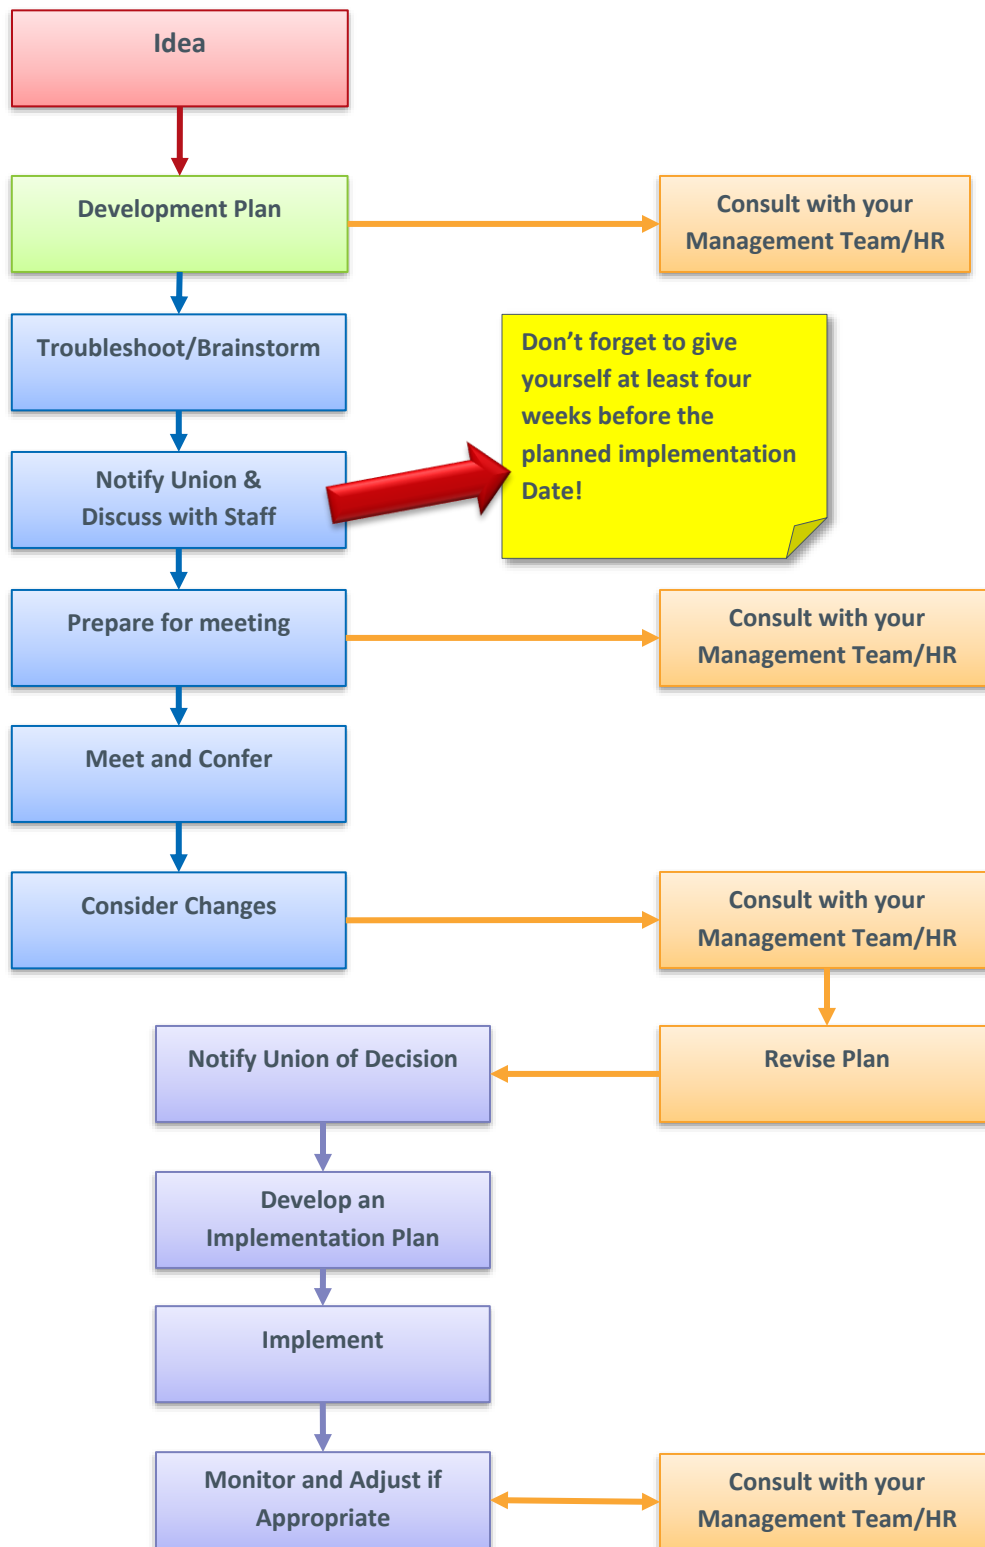 Idea
Development Plan
Consult with your
Management Team/HR
Troubleshoot/Brainstorm
Don’t forget to give
yourself at least four
weeks before the
planned implementation
Date!
Notify Union &
Discuss with Staff
Prepare for meeting
Consult with your
Management Team/HR
Meet and Confer
Consider Changes
Consult with your
Management Team/HR
Revise Plan
Notify Union of Decision
Develop an
Implementation Plan
Implement
Monitor and Adjust if
Appropriate
Consult with your
Management Team/HR